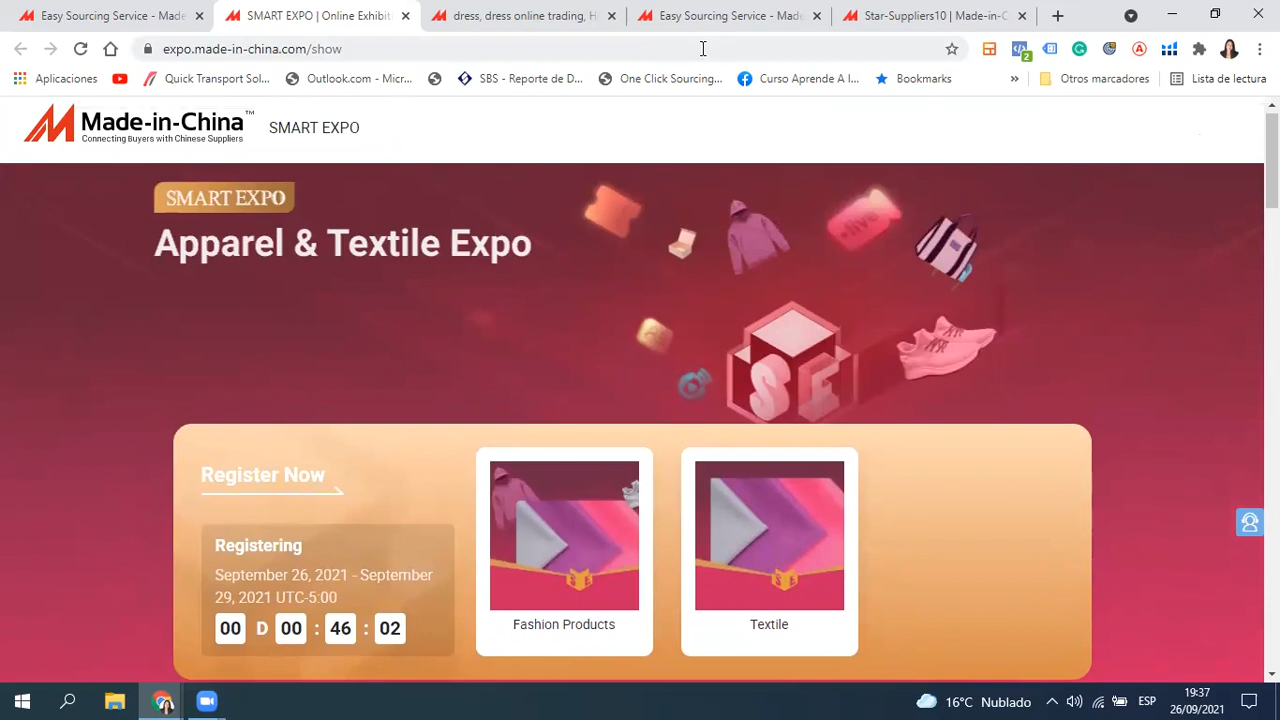 Easy Sourcing Service - Made
SMART EXPO | Online Exhibit
dress, dress online trading, H
Easy Sourcing Service - Made
Star-Suppliers10 | Made-in-C
expo.made-in-china.com/show
2
Aplicaciones
Quick Transport Sol...
Outlook.com - Micr...
SBS - Reporte de D...
One Click Sourcing...
Curso Aprende A I...
Bookmarks
»
Otros marcadores
Lista de lectura
Made-in-China™
SMART EXPO
Connecting Buyers with Chinese Suppliers
SMART EXPO
Apparel & Textile Expo
SE
Register Now
Registering
September 26, 2021 - September
29, 2021 UTC-5:00
00 D 00 : 46 : 02
Fashion Products
Textile
16°C Nublado
ESP
19:37
26/09/2021